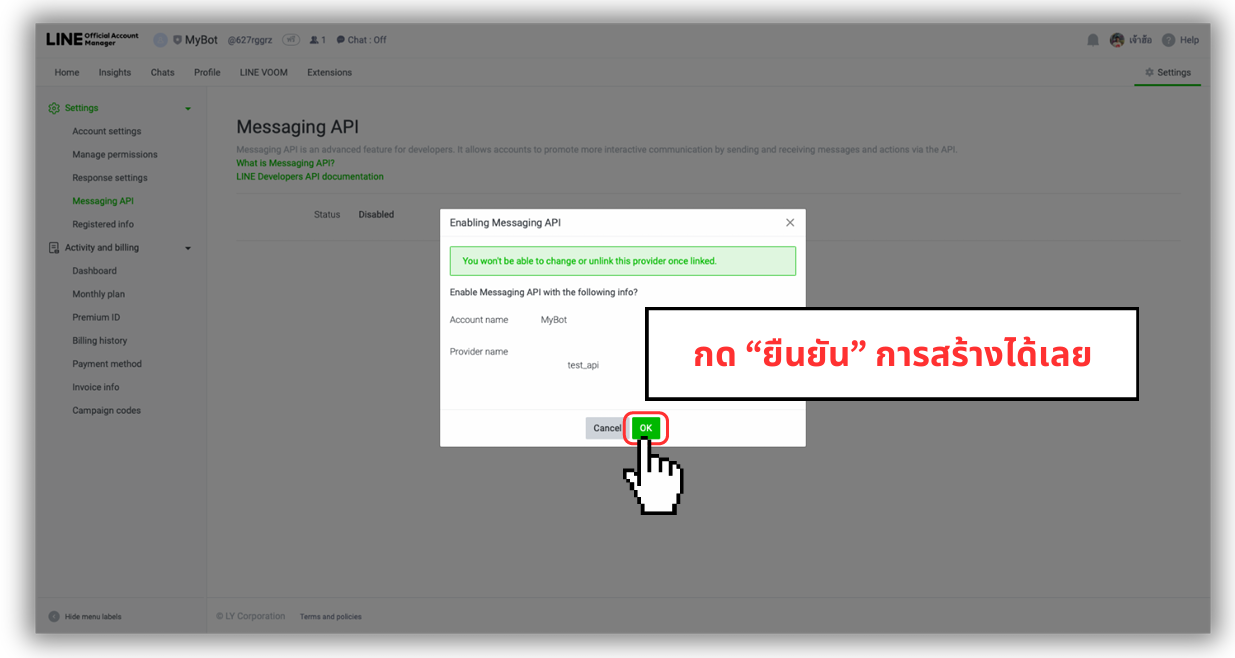 LINE Official Account Manager
MyBot @627rggrz ฟรี 1 Chat : Off
เจ้าฮ้อ ? Help
Home Insights Chats Profile LINE VOOM Extensions
Settings
Settings
Account settings
Manage permissions
Response settings
Messaging API
Registered info
Activity and billing
Dashboard
Monthly plan
Premium ID
Billing history
Payment method
Invoice info
Campaign codes
Messaging API
Messaging API is an advanced feature for developers. It allows accounts to promote more interactive communication by sending and receiving messages and actions via the API.
What is Messaging API?
LINE Developers API documentation
Status Disabled
Enabling Messaging API
You won't be able to change or unlink this provider once linked.
Enable Messaging API with the following info?
Account name MyBot
Provider name
test_api
กด “ยืนยัน” การสร้างได้เลย
Cancel OK
Hide menu labels
© LY Corporation Terms and policies